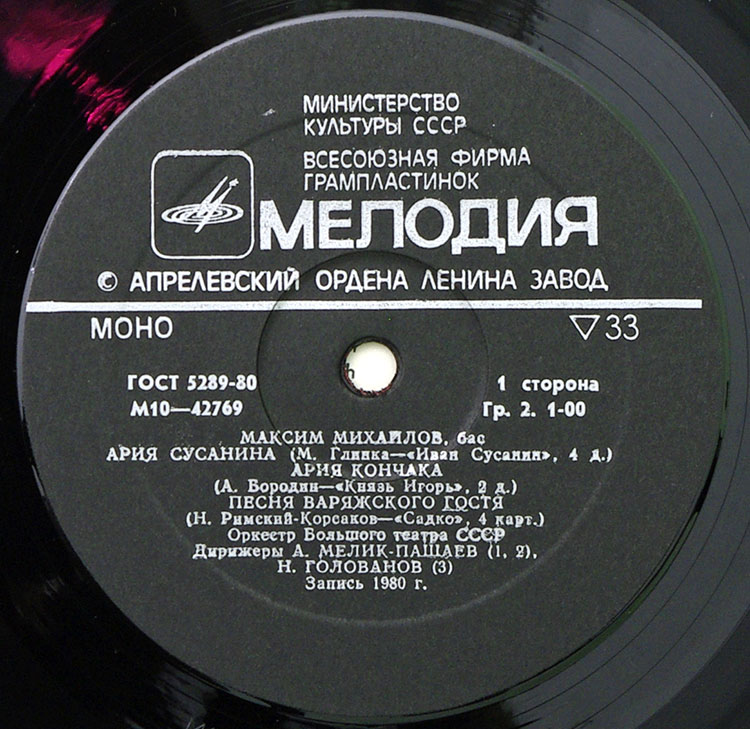 МИНИСТЕРСТВО
КУЛЬТУРЫ СССР
ВСЕСОЮЗНАЯ ФИРМА
ГРАМПЛАСТИНОК
МЕЛОДИЯ
© АПРЕЛЕВСКИЙ ОРДЕНА ЛЕНИНА ЗАВОД
МОНО ▽33
ГОСТ 5289-80 1 сторона
М10—42769 Гр. 2. 1-00
МАКСИМ МИХАЙЛОВ, бас
АРИЯ СУСАНИНА (М. Глинка—«Иван Сусанин», 4 д.)
АРИЯ КОНЧАКА
(А. Бородин—«Князь Игорь», 2 д.)
ПЕСНЯ ВАРЯЖСКОГО ГОСТЯ
(Н. Римский-Корсаков—«Садко», 4 карт.)
Оркестр Большого театра СССР
Дирижеры А. МЕЛИК-ПАШАЕВ (1, 2),
Н. ГОЛОВАНОВ (3)
Запись 1980 г.